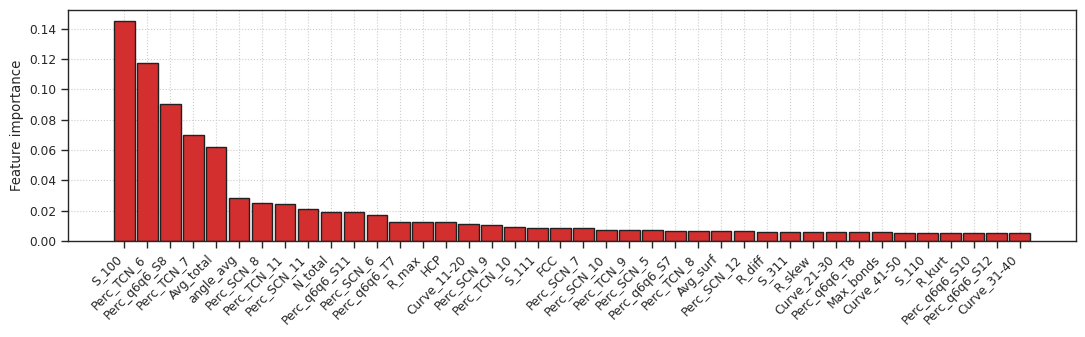 Feature importance
0.14
0.12
0.10
0.08
0.06
0.04
0.02
0.00
S_100
Perc_TCN_6
Perc_q6q6_S8
Perc_TCN_7
Avg_total
angle_avg
Perc_SCN_8
Perc_TCN_11
Perc_SCN_11
N_total
Perc_q6q6_S11
Perc_SCN_6
Perc_q6q6_T7
R_max
HCP
Curve_11-20
Perc_SCN_9
Perc_TCN_10
S_111
FCC
Perc_SCN_7
Perc_SCN_10
Perc_TCN_9
Perc_SCN_5
Perc_q6q6_S7
Perc_TCN_8
Avg_surf
Perc_SCN_12
R_diff
S_311
R_skew
Curve_21-30
Perc_q6q6_T8
Max_bonds
Curve_41-50
S_110
R_kurt
Perc_q6q6_S10
Perc_q6q6_S12
Curve_31-40